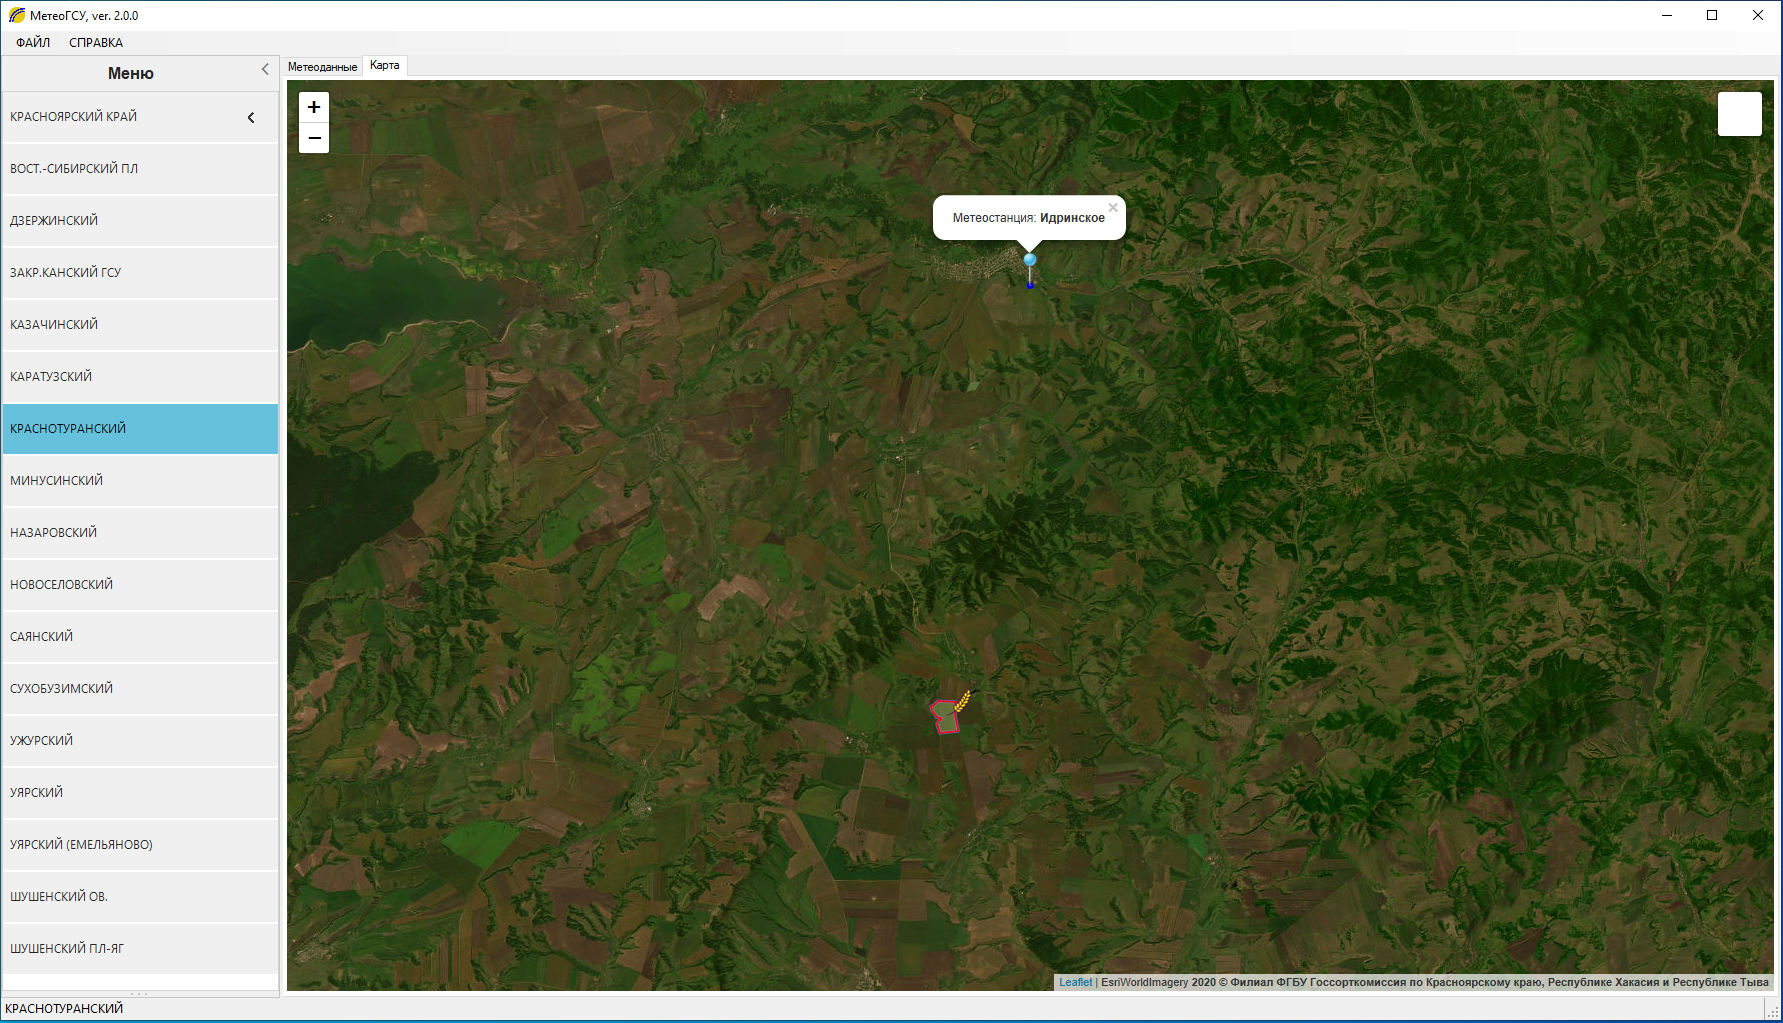 МетеоГСУ, ver. 2.0.0
ФАЙЛ СПРАВКА
Меню
Метеоданные Карта
КРАСНОЯРСКИЙ КРАЙ
ВОСТ.-СИБИРСКИЙ ПЛ
ДЗЕРЖИНСКИЙ
ЗАКР.КАНСКИЙ ГСУ
КАЗАЧИНСКИЙ
КАРАТУЗСКИЙ
КРАСНОТУРАНСКИЙ
МИНУСИНСКИЙ
НАЗАРОВСКИЙ
НОВОСЕЛОВСКИЙ
САЯНСКИЙ
СУХОБУЗИМСКИЙ
УЖУРСКИЙ
УЯРСКИЙ
УЯРСКИЙ (ЕМЕЛЬЯНОВО)
ШУШЕНСКИЙ ОВ.
ШУШЕНСКИЙ ПЛ-ЯГ
+
−
Метеостанция: Идринское ×
Leaflet | EsriWorldImagery 2020 © Филиал ФГБУ Госсорткомиссия по Красноярскому краю, Республике Хакасия и Республике Тыва
КРАСНОТУРАНСКИЙ